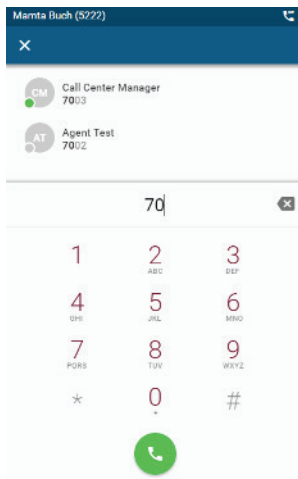 Mamta Buch (5222)
CM
Call Center Manager
7003
AT
Agent Test
7002
70
1 2 3
ABC DEF
4 5 6
GHI JKL MNO
7 8 9
PQRS TUV WXYZ
* 0 #
+